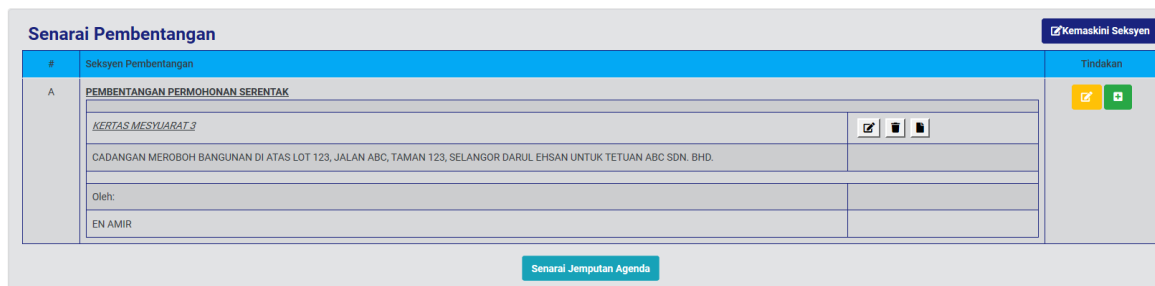 Senarai Pembentangan
Kemaskini Seksyen
# Seksyen Pembentangan Tindakan
A PEMBENTANGAN PERMOHONAN SERENTAK
KERTAS MESYUARAT 3
CADANGAN MEROBOH BANGUNAN DI ATAS LOT 123, JALAN ABC, TAMAN 123, SELANGOR DARUL EHSAN UNTUK TETUAN ABC SDN. BHD.
Oleh:
EN AMIR
Senarai Jemputan Agenda